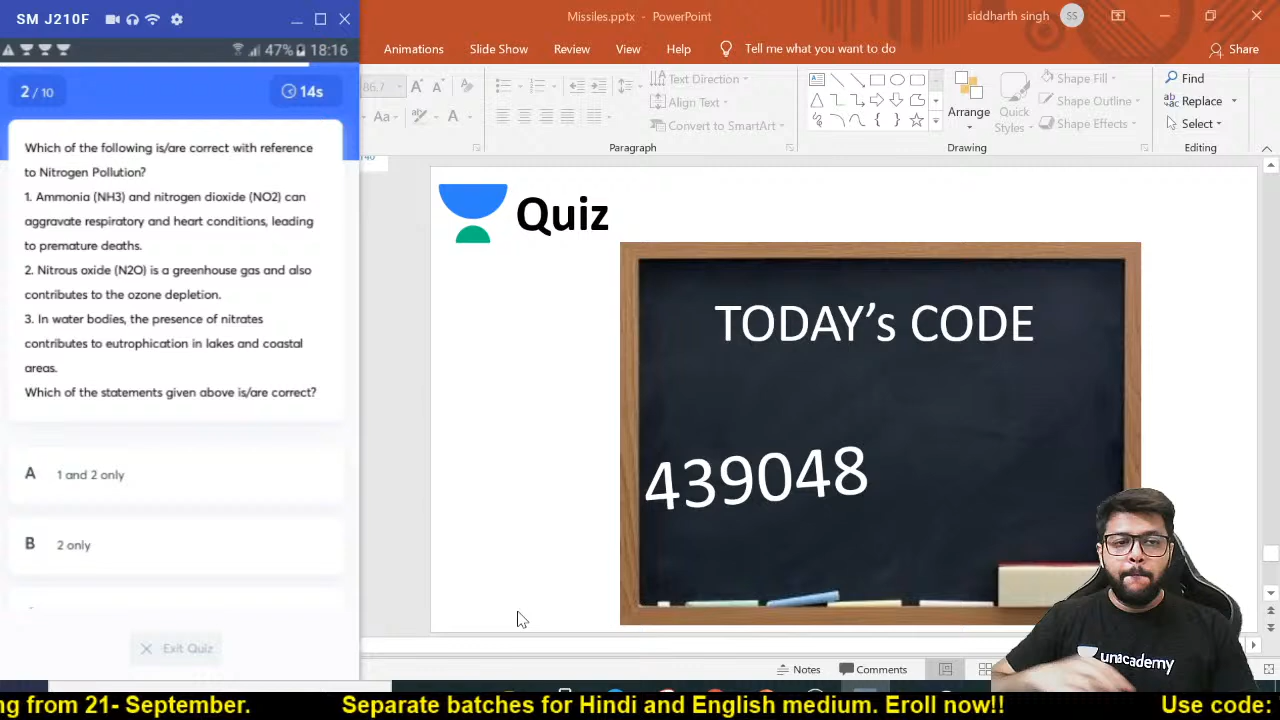 SM J210F
47% 18:16
2 / 10
14s
Which of the following is/are correct with reference
to Nitrogen Pollution?
1. Ammonia (NH3) and nitrogen dioxide (NO2) can
aggravate respiratory and heart conditions, leading
to premature deaths.
2. Nitrous oxide (N2O) is a greenhouse gas and also
contributes to the ozone depletion.
3. In water bodies, the presence of nitrates
contributes to eutrophication in lakes and coastal
areas.
Which of the statements given above is/are correct?
A 1 and 2 only
B 2 only
Exit Quiz
Missiles.pptx - PowerPoint
siddharth singh SS
Animations Slide Show Review View Help Tell me what you want to do Share
Text Direction
Align Text
Convert to SmartArt
Paragraph
Arrange
Quick
Styles
Shape Fill
Shape Outline
Shape Effects
Drawing
Find
Replace
Select
Editing
Quiz
TODAY's CODE
439048
unacademy
Notes Comments
ng from 21- September. Separate batches for Hindi and English medium. Eroll now!! Use code: